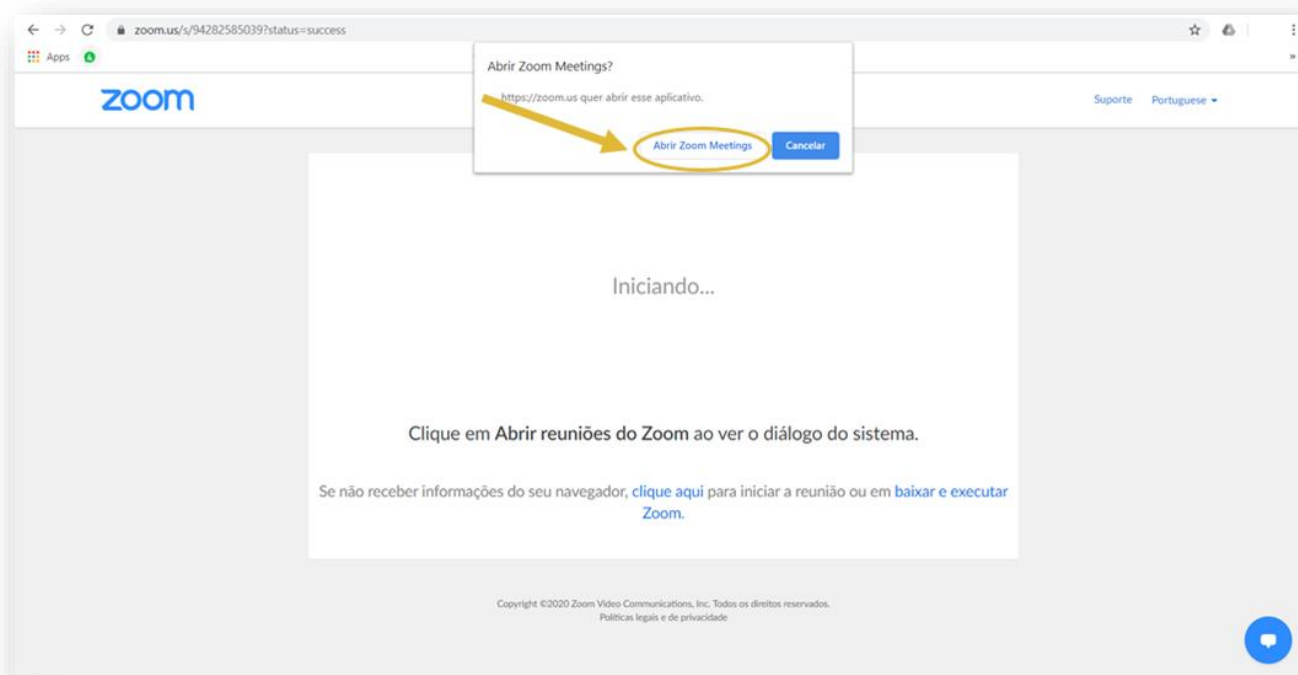 zoom.us/s/94282585039?status=success
Apps
Abrir Zoom Meetings?
https://zoom.us quer abrir esse aplicativo.
Abrir Zoom Meetings
Cancelar
zoom
Suporte
Portuguese
Iniciando...
Clique em Abrir reuniões do Zoom ao ver o diálogo do sistema.
Se não receber informações do seu navegador, clique aqui para iniciar a reunião ou em baixar e executar
Zoom.
Copyright ©2020 Zoom Video Communications, Inc. Todos os direitos reservados.
Políticas legais e de privacidade